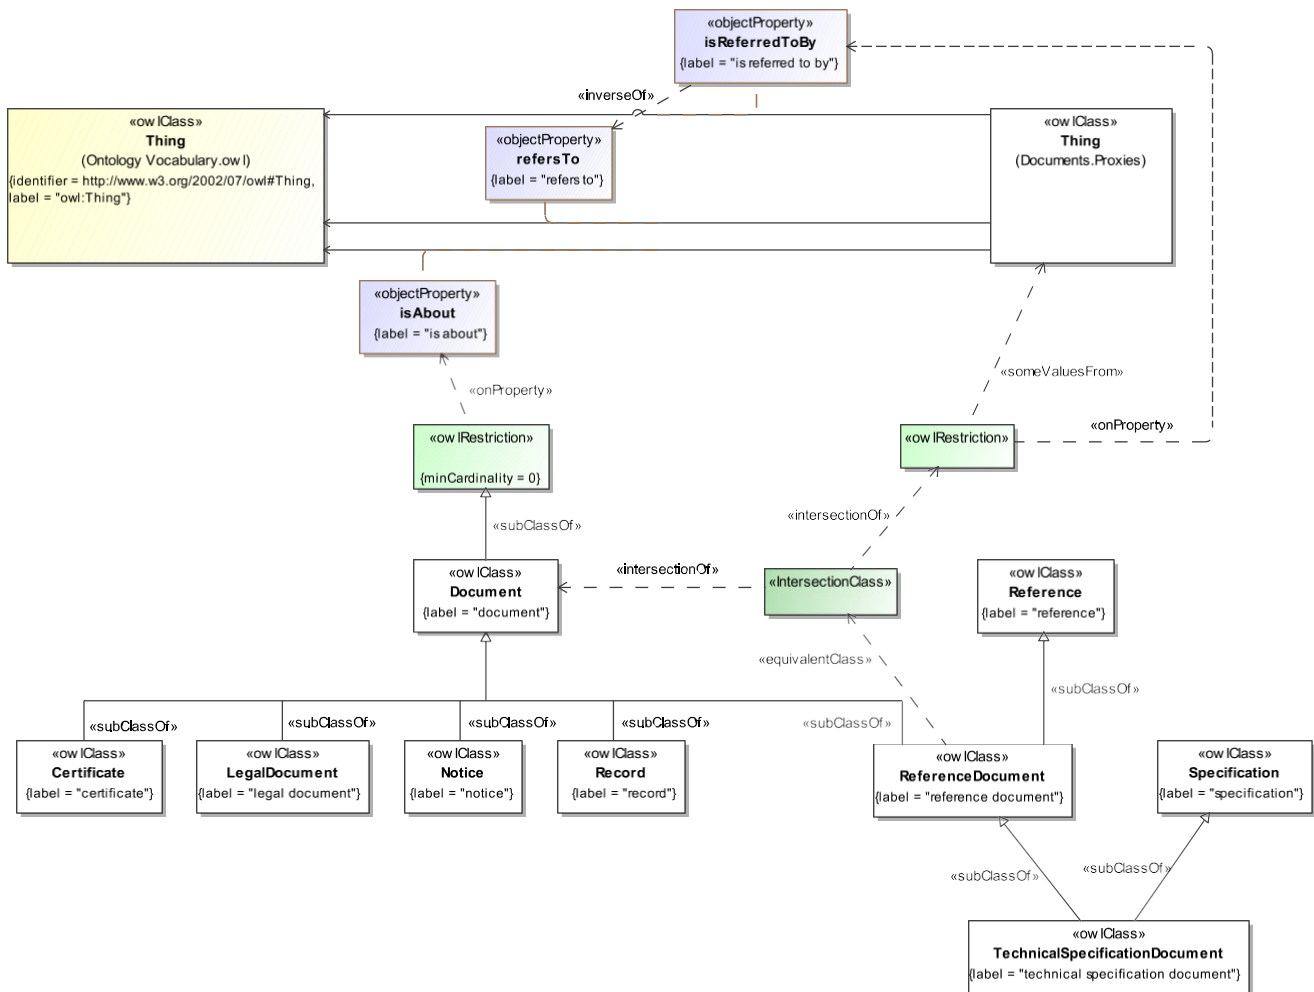 «objectProperty»
isReferredToBy
{label = "is referred to by"}
«inverseOf»
«owlClass»
Thing
(Ontology Vocabulary.owl)
{identifier = http://www.w3.org/2002/07/owl#Thing,
label = "owl:Thing"}
«objectProperty»
refersTo
{label = "refers to"}
«owlClass»
Thing
(Documents.Proxies)
«objectProperty»
isAbout
{label = "is about"}
«onProperty»
«someValuesFrom»
«owlRestriction»
{minCardinality = 0}
«owlRestriction»
«onProperty»
«subClassOf»
«intersectionOf»
«owlClass»
Document
{label = "document"}
«intersectionOf»
«IntersectionClass»
«owlClass»
Reference
{label = "reference"}
«equivalentClass»
«subClassOf»
«subClassOf»
«subClassOf»
«subClassOf»
«subClassOf»
«subClassOf»
«owlClass»
Certificate
{label = "certificate"}
«owlClass»
LegalDocument
{label = "legal document"}
«owlClass»
Notice
{label = "notice"}
«owlClass»
Record
{label = "record"}
«owlClass»
ReferenceDocument
{label = "reference document"}
«owlClass»
Specification
{label = "specification"}
«subClassOf»
«subClassOf»
«owlClass»
TechnicalSpecificationDocument
{label = "technical specification document"}